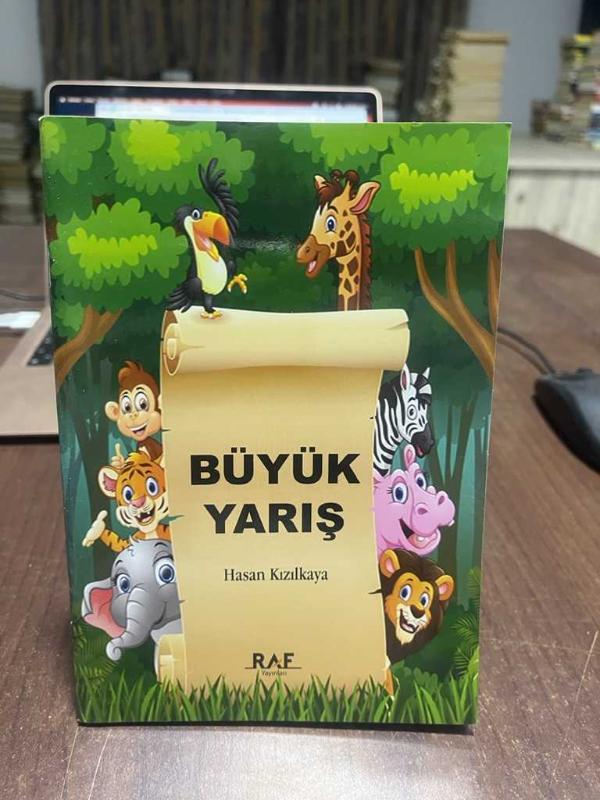 BÜYÜK
YARIŞ
Hasan Kızılkaya
RAF
Yayınları